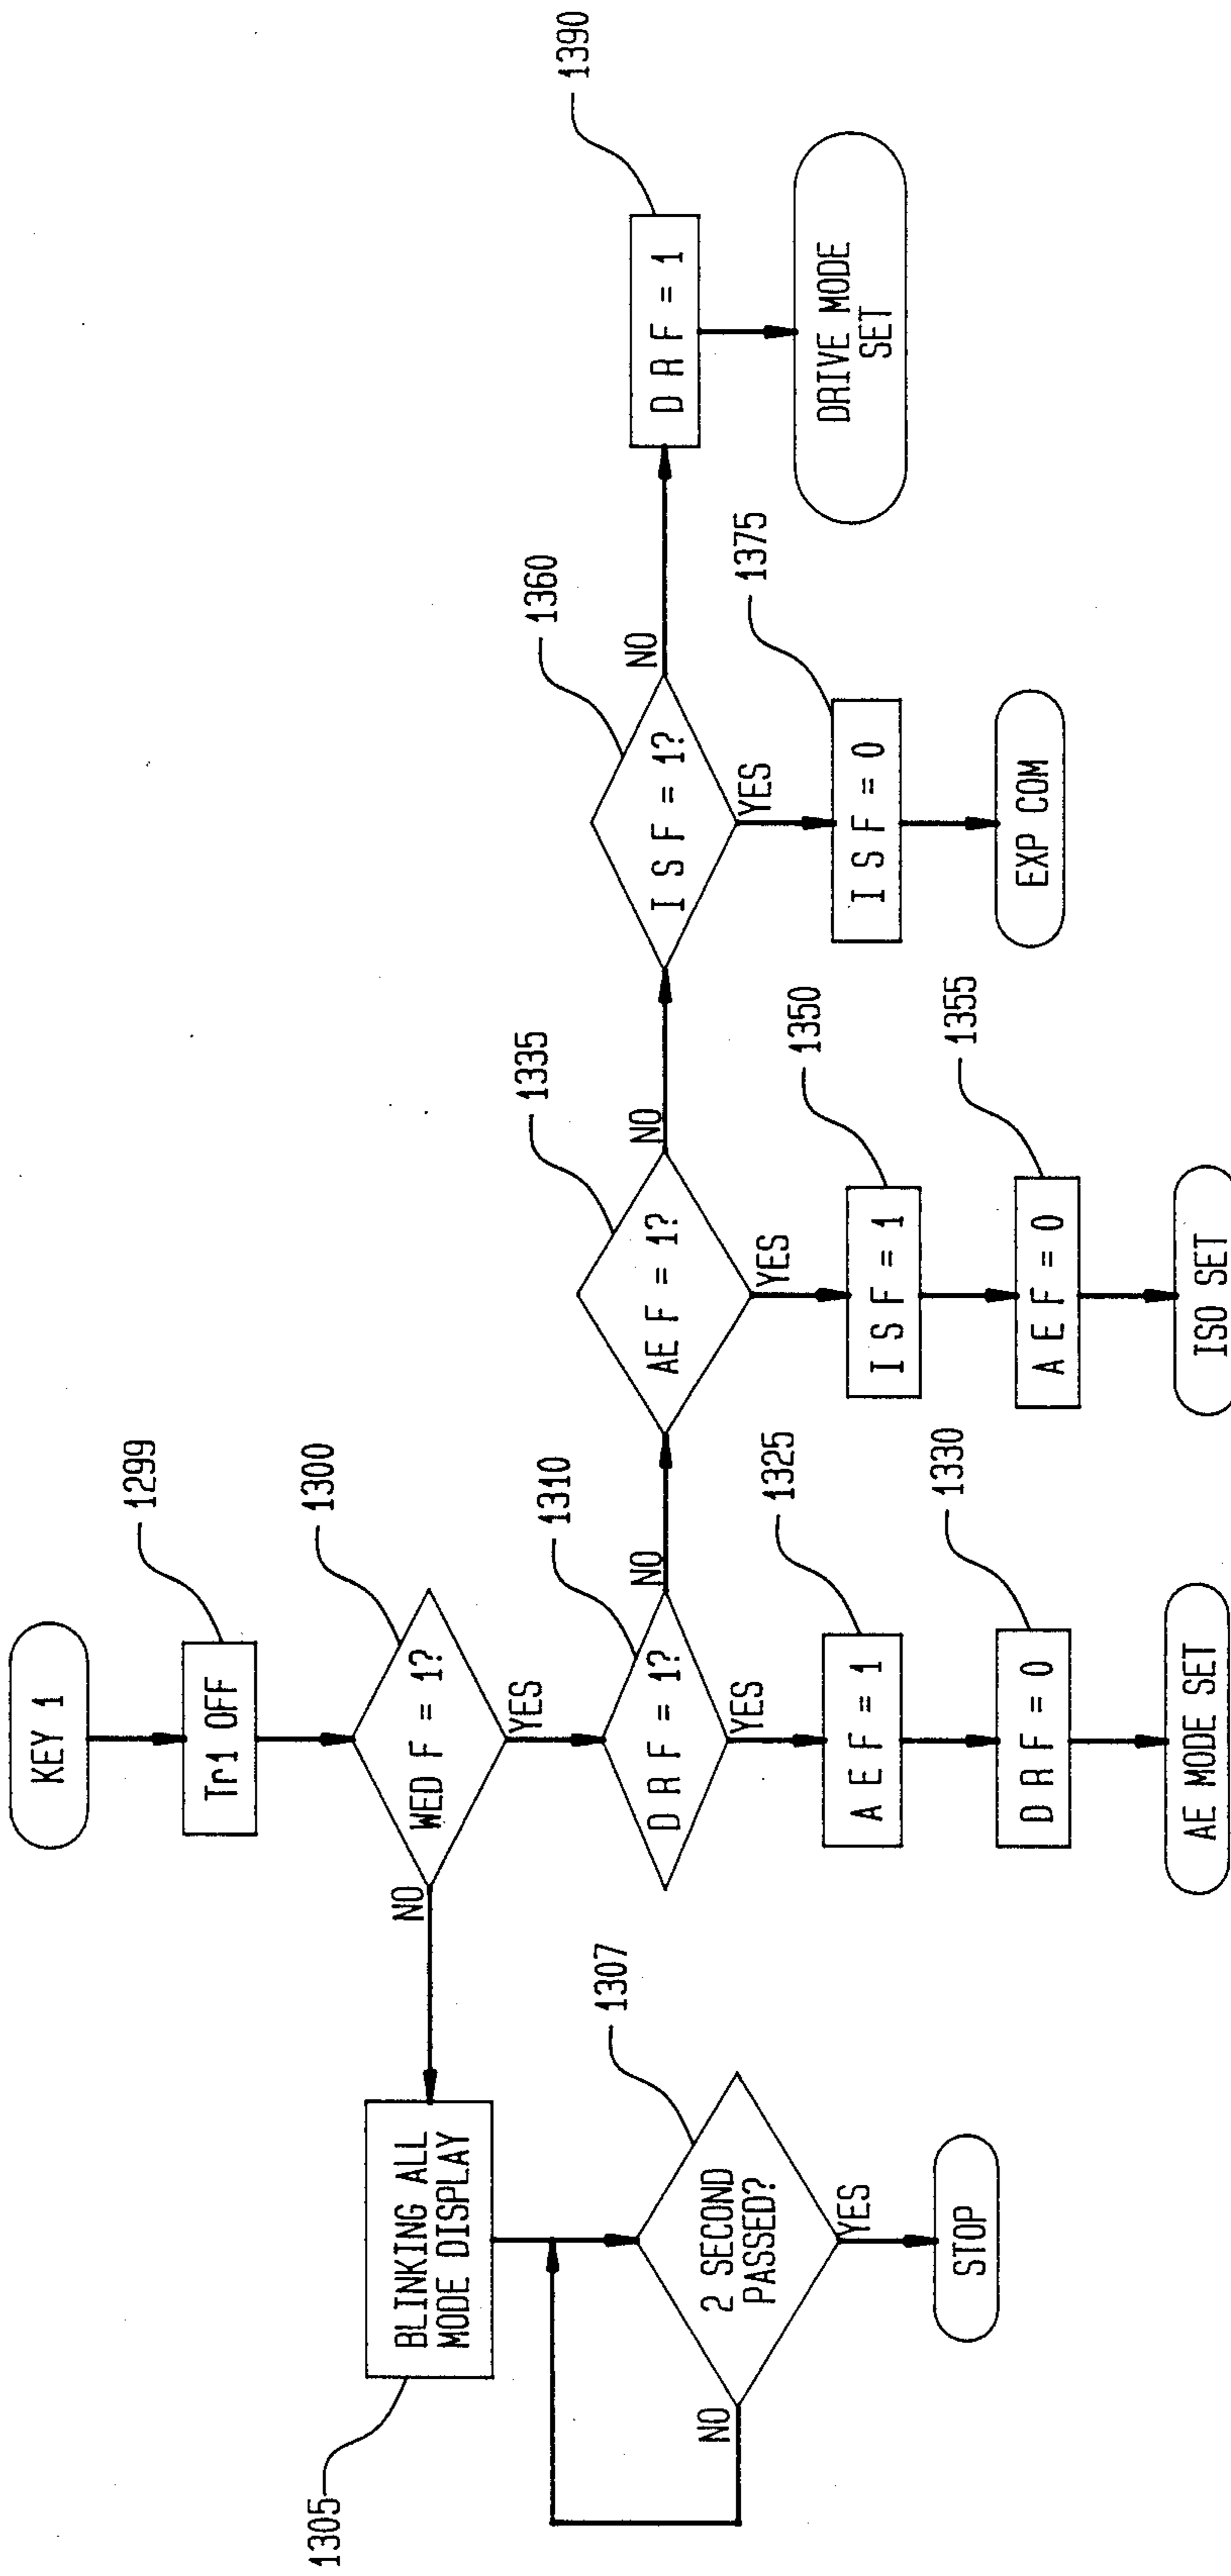 KEY 1
1299
Tr1 OFF
1300
WED F = 1?
NO
YES
1305
BLINKING ALL
MODE DISPLAY
1307
2 SECOND
PASSED?
NO
YES
STOP
1310
D R F = 1?
NO
YES
1325
A E F = 1
1330
D R F = 0
AE MODE SET
1335
AE F = 1?
NO
YES
1350
I S F = 1
1355
A E F = 0
ISO SET
1360
I S F = 1?
NO
YES
1375
I S F = 0
EXP COM
1390
D R F = 1
DRIVE MODE
SET